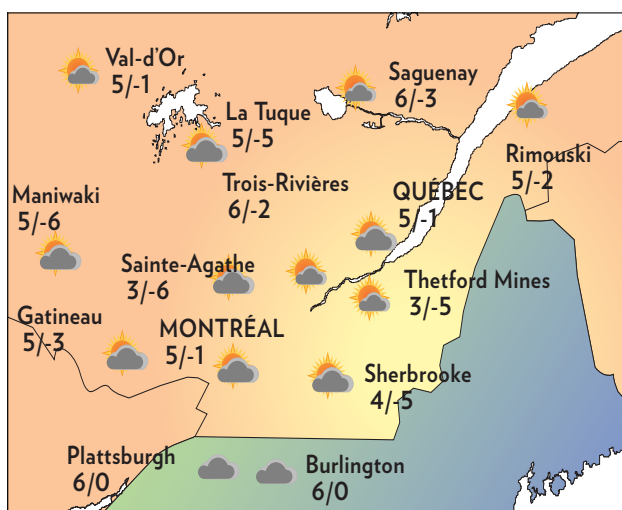 Val-d'Or
5/-1
Saguenay
6/-3
La Tuque
5/-5
Rimouski
5/-2
Trois-Rivières
6/-2
Maniwaki
5/-6
QUÉBEC
5/-1
Sainte-Agathe
3/-6
Thetford Mines
3/-5
Gatineau
5/-3
MONTRÉAL
5/-1
Sherbrooke
4/-5
Plattsburgh
6/0
Burlington
6/0